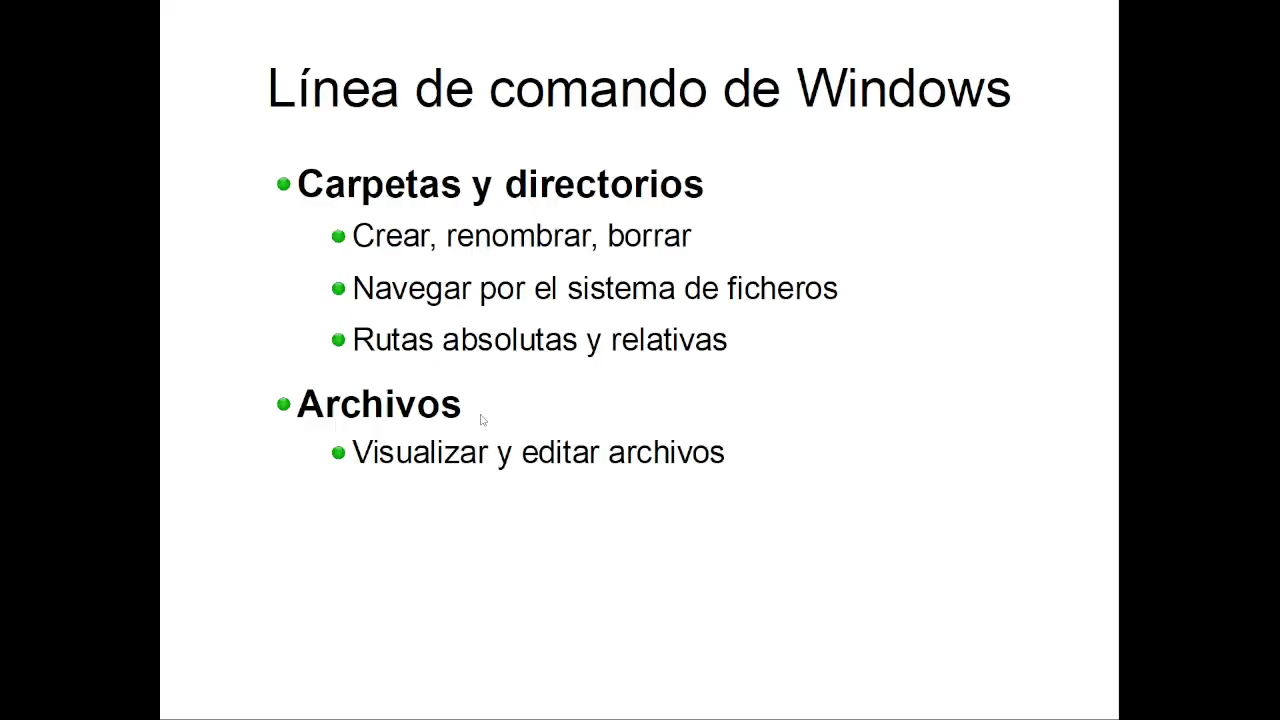 Línea de comando de Windows
Carpetas y directorios
Crear, renombrar, borrar
Navegar por el sistema de ficheros
Rutas absolutas y relativas
Archivos
Visualizar y editar archivos